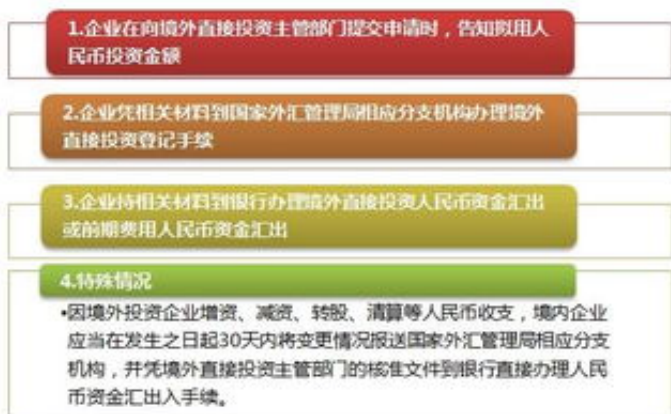 1.企业在向境外直接投资主管部门提交申请时，告知拟用人
民币投资金额
2.企业凭相关材料到国家外汇管理局相应分支机构办理境外
直接投资登记手续
3.企业持相关材料到银行办理境外直接投资人民币资金汇出
或前期费用人民币资金汇出
4.特殊情况
•因境外投资企业增资、减资、转股、清算等人民币收支，境内企业
应当在发生之日起30天内将变更情况报送国家外汇管理局相应分支
机构，并凭境外直接投资主管部门的核准文件到银行直接办理人民
币资金汇出入手续。